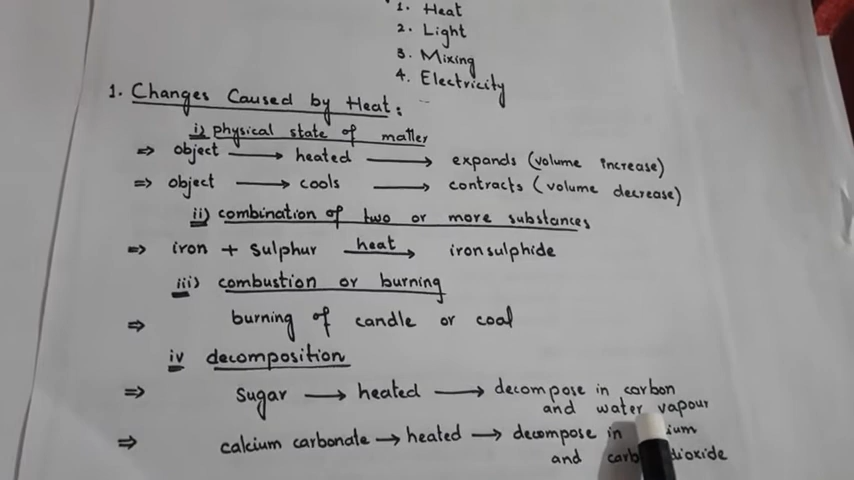 1. Heat
2. Light
3. Mixing
4. Electricity
1. Changes Caused by Heat:
i) physical state of matter
⇒ object ⟶ heated ⟶ expands (volume increase)
⇒ object ⟶ cools ⟶ contracts (volume decrease)
ii) combination of two or more substances
⇒ iron + sulphur heat⟶ iron sulphide
iii) combustion or burning
⇒ burning of candle or coal
iv decomposition
⇒ sugar ⟶ heated ⟶ decompose in carbon
and water vapour
⇒ calcium carbonate → heated → decompose in
and